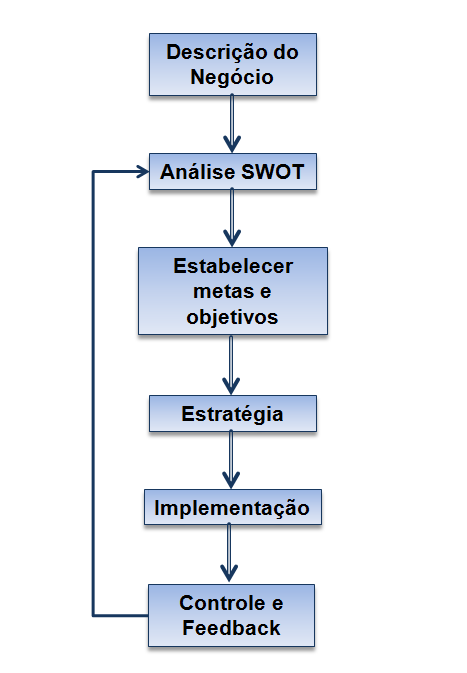 Descrição do
Negócio
Análise SWOT
Estabelecer
metas e
objetivos
Estratégia
Implementação
Controle e
Feedback